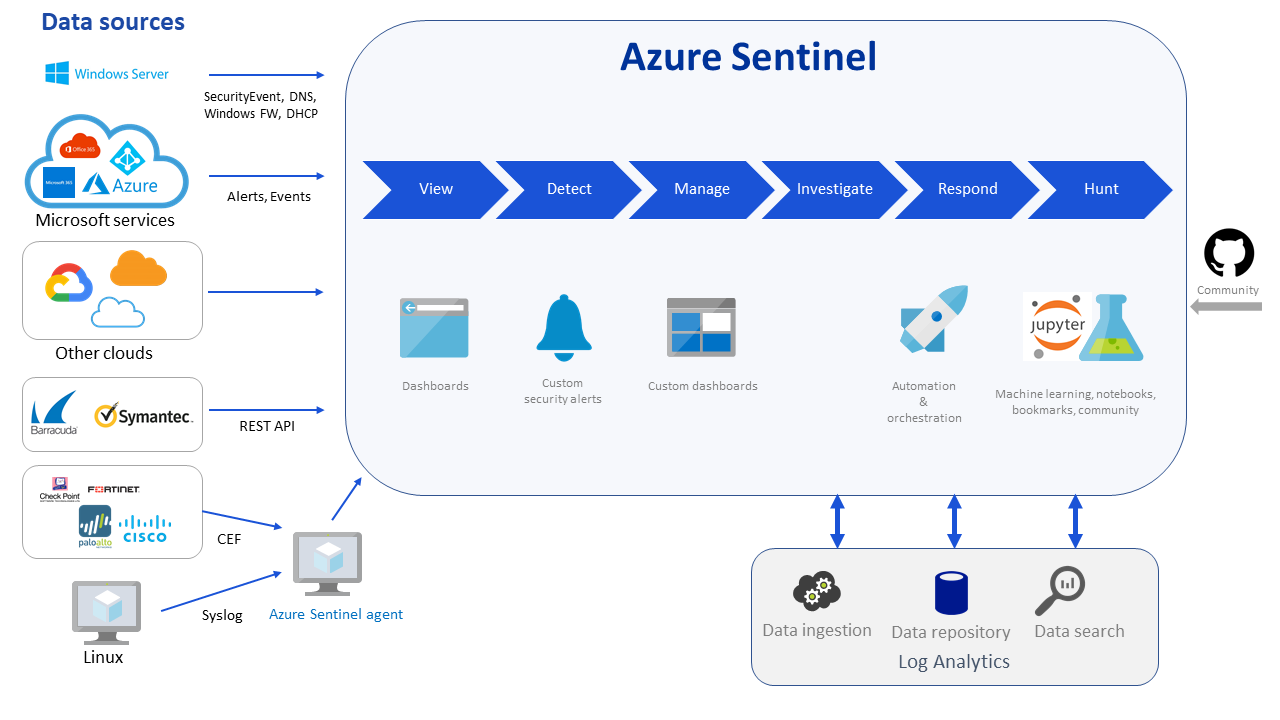 Data sources
Azure Sentinel
Windows Server
SecurityEvent, DNS,
Windows FW, DHCP
Office 365
Microsoft 365
Azure
Microsoft services
Alerts, Events
View
Detect
Manage
Investigate
Respond
Hunt
Community
Other clouds
Dashboards
Custom
security alerts
Custom dashboards
Automation
&
orchestration
jupyter
Machine learning, notebooks,
bookmarks, community
Barracuda
Symantec.
REST API
Check Point
FORTINET
paloalto
CISCO
CEF
Linux
Syslog
Azure Sentinel agent
Data ingestion
Data repository
Data search
Log Analytics